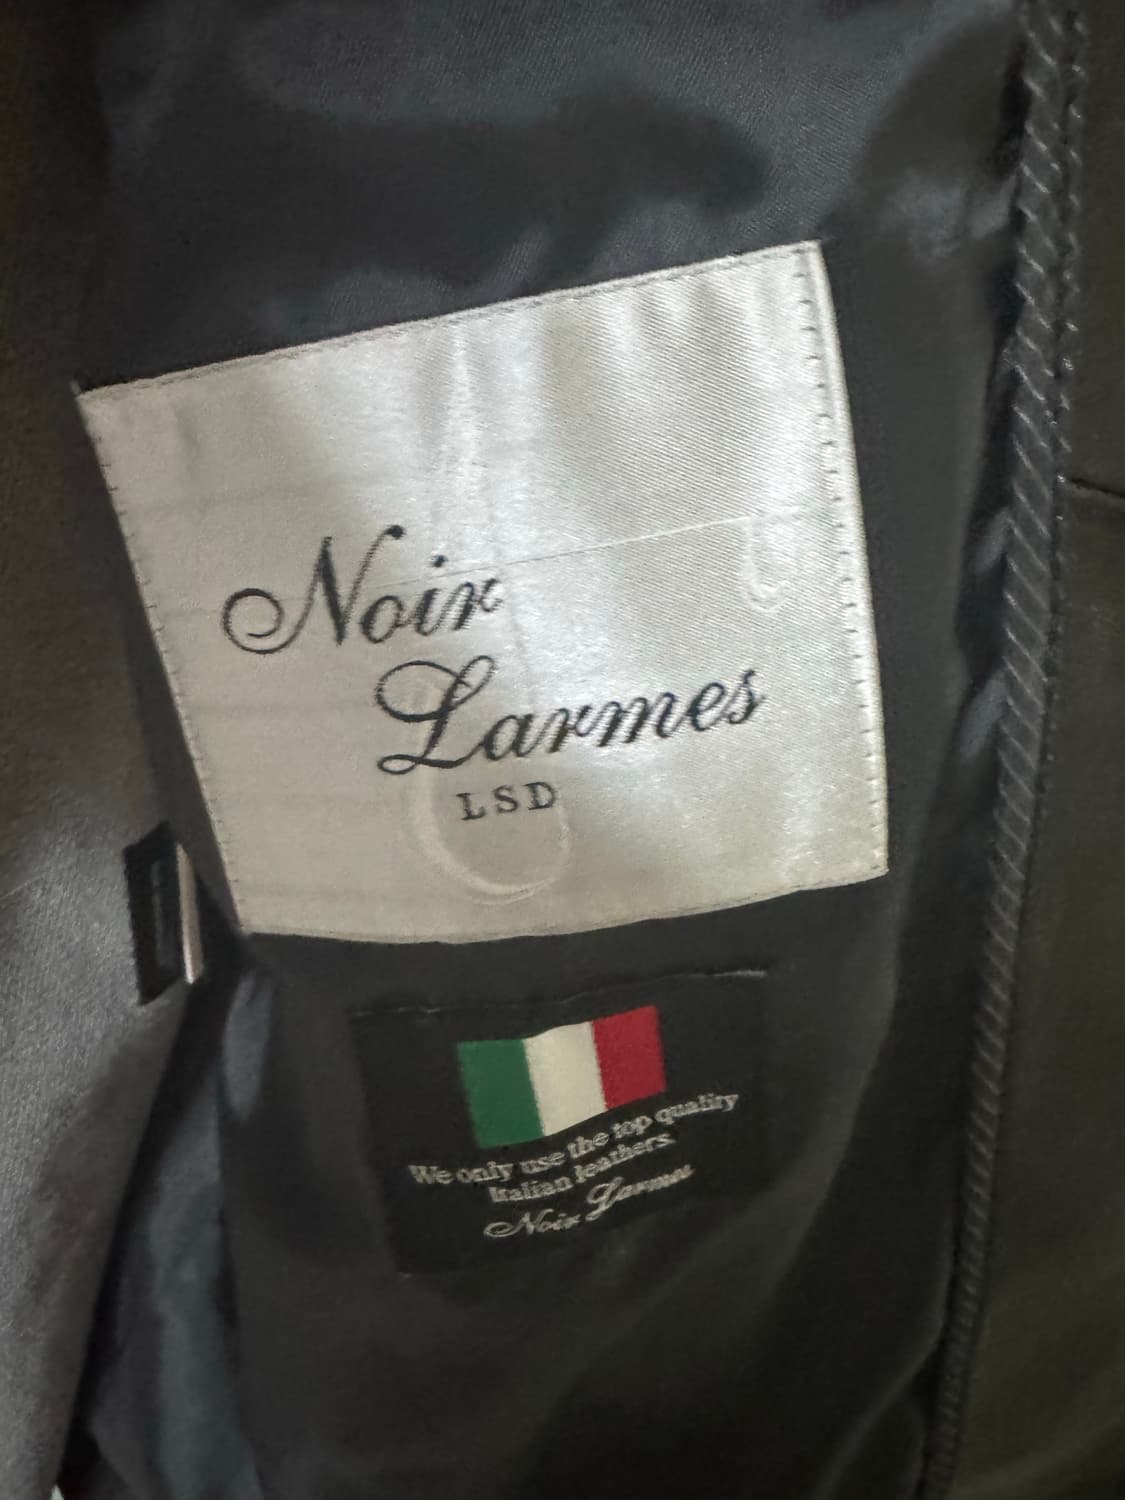 Noir
Larmes
LSD
We only use the top quality
Italian leathers.
Noir Larmes